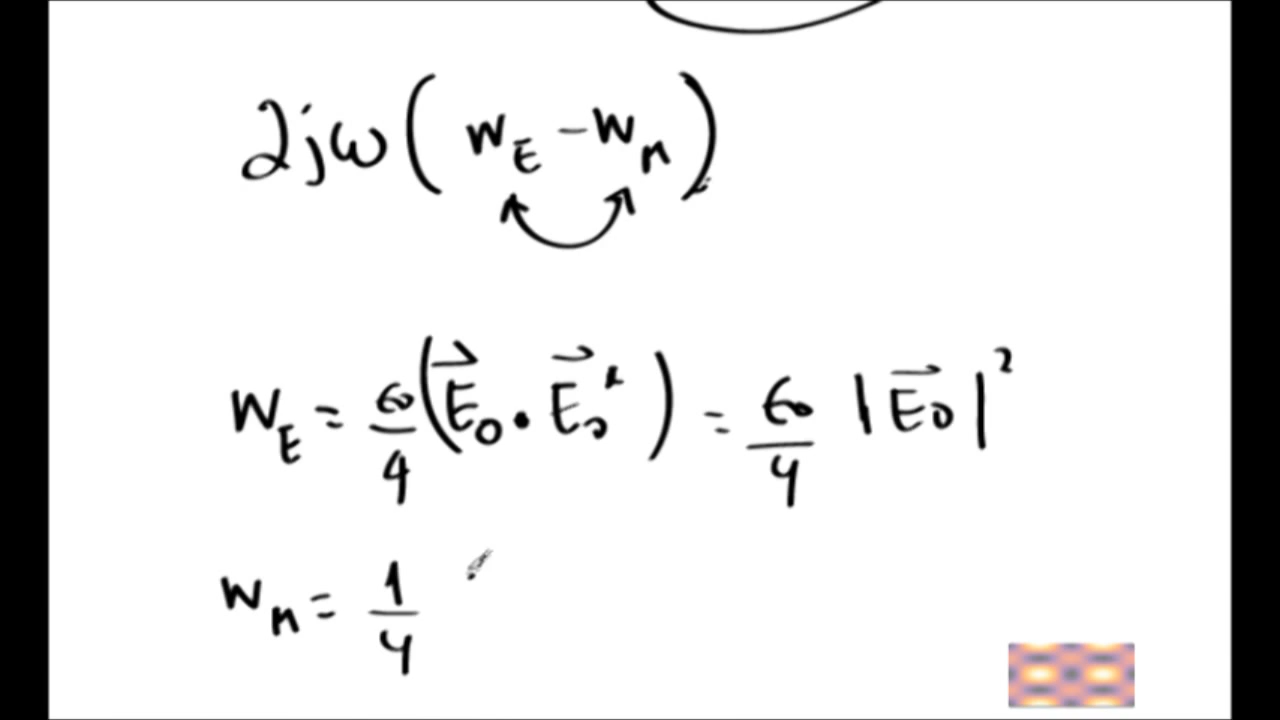 2jω(w_E − w_m)
w_E = ε₀/4 (E⃗₀ · E⃗₀*) = ε₀/4 |E⃗₀|²
w_m = 1/4